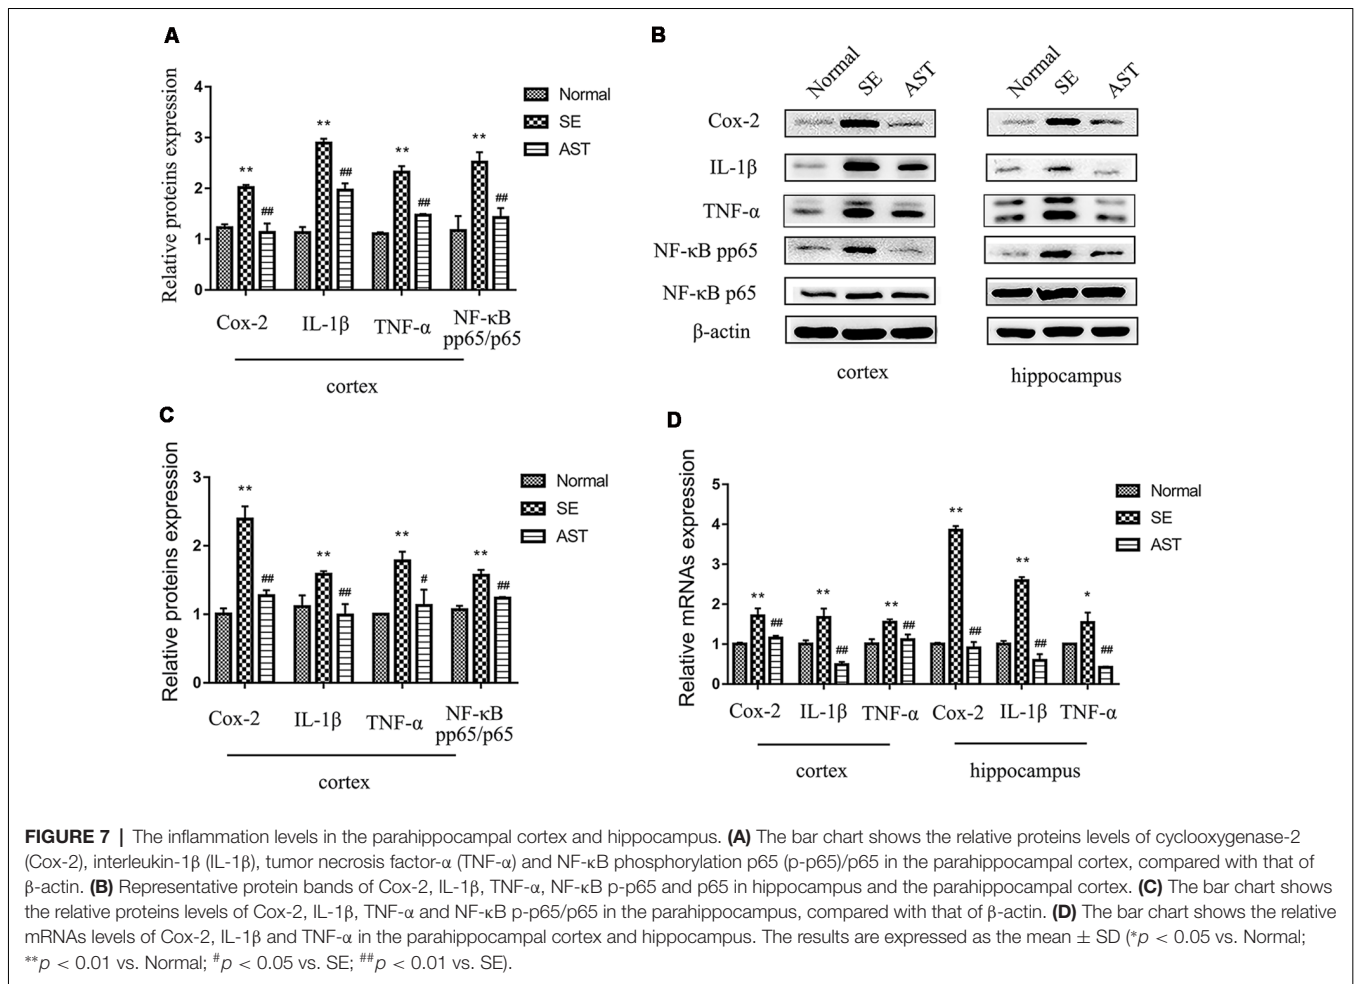 A
Relative proteins expression
4
3
2
1
0
** ## ** ## ** ## ** ##
Normal
SE
AST
Cox-2 IL-1β TNF-α NF-κB
pp65/p65
cortex
B
Normal SE AST Normal SE AST
Cox-2
IL-1β
TNF-α
NF-κB pp65
NF-κB p65
β-actin
cortex hippocampus
C
Relative proteins expression
3
2
1
0
** ## ** ## ** # ** ##
Normal
SE
AST
Cox-2 IL-1β TNF-α NF-κB
pp65/p65
cortex
D
Relative mRNAs expression
5
4
3
2
1
0
** ## ** ## ** ## ** ## ** ## * ##
Normal
SE
AST
Cox-2 IL-1β TNF-α Cox-2 IL-1β TNF-α
cortex hippocampus
FIGURE 7 | The inflammation levels in the parahippocampal cortex and hippocampus. (A) The bar chart shows the relative proteins levels of cyclooxygenase-2
(Cox-2), interleukin-1β (IL-1β), tumor necrosis factor-α (TNF-α) and NF-κB phosphorylation p65 (p-p65)/p65 in the parahippocampal cortex, compared with that of
β-actin. (B) Representative protein bands of Cox-2, IL-1β, TNF-α, NF-κB p-p65 and p65 in hippocampus and the parahippocampal cortex. (C) The bar chart shows
the relative proteins levels of Cox-2, IL-1β, TNF-α and NF-κB p-p65/p65 in the parahippocampus, compared with that of β-actin. (D) The bar chart shows the relative
mRNAs levels of Cox-2, IL-1β and TNF-α in the parahippocampal cortex and hippocampus. The results are expressed as the mean ± SD (*p < 0.05 vs. Normal;
**p < 0.01 vs. Normal; #p < 0.05 vs. SE; ##p < 0.01 vs. SE).